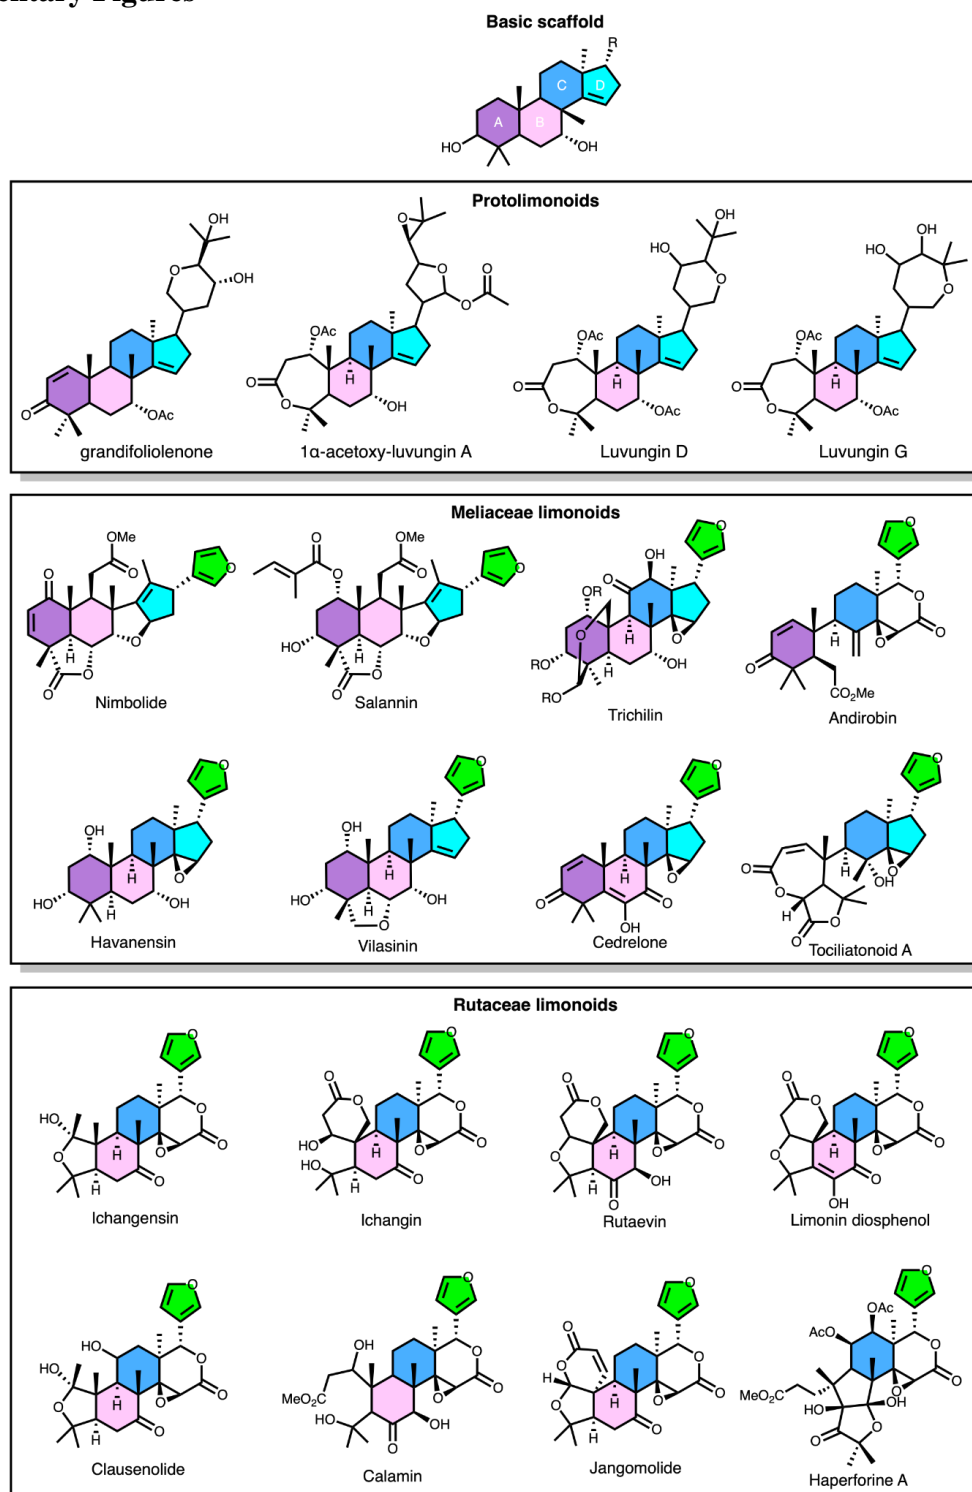 Basic scaffold
R
C
D
A
B
HO
OH
Protolimonoids
OH
O
OH
O
OAc
grandifoliolenone
O
O
O
O
OAc
O
O
H
OH
1α-acetoxy-luvungin A
OH
HO
O
OAc
O
O
H
OAc
Luvungin D
OH
HO
O
OAc
O
O
H
OAc
Luvungin G
Meliaceae limonoids
OMe
O
O
O
H
O
O
O
Nimbolide
O
O
OMe
O
O
HO
H
O
O
O
Salannin
O
OH
O
OR
O
H
O
RO
H
OH
RO
Trichilin
O
O
O
H
O
O
CO₂Me
Andirobin
O
OH
H
O
HO
H
OH
Havanensin
O
OH
H
HO
H
OH
O
Vilasinin
O
H
O
O
O
OH
Cedrelone
O
O
H
O
OH
O
H
O
O
Tociliatonoid A
Rutaceae limonoids
O
HO
O
O
H
O
O
H
O
Ichangensin
O
O
O
O
HO
H
O
O
HO
H
O
Ichangin
O
O
O
O
O
H
O
O
H
OH
O
Rutaevin
O
O
O
O
O
H
O
O
O
OH
Limonin diosphenol
O
HO
HO
O
O
H
O
O
H
O
Clausenolide
O
OH
O
MeO₂C
O
O
HO
OH
O
Calamin
O
O
O
O
H
O
H
O
O
H
O
Jangomolide
O
OAc
AcO
O
O
MeO₂C
O
HO
OH
O
O
Haperforine A